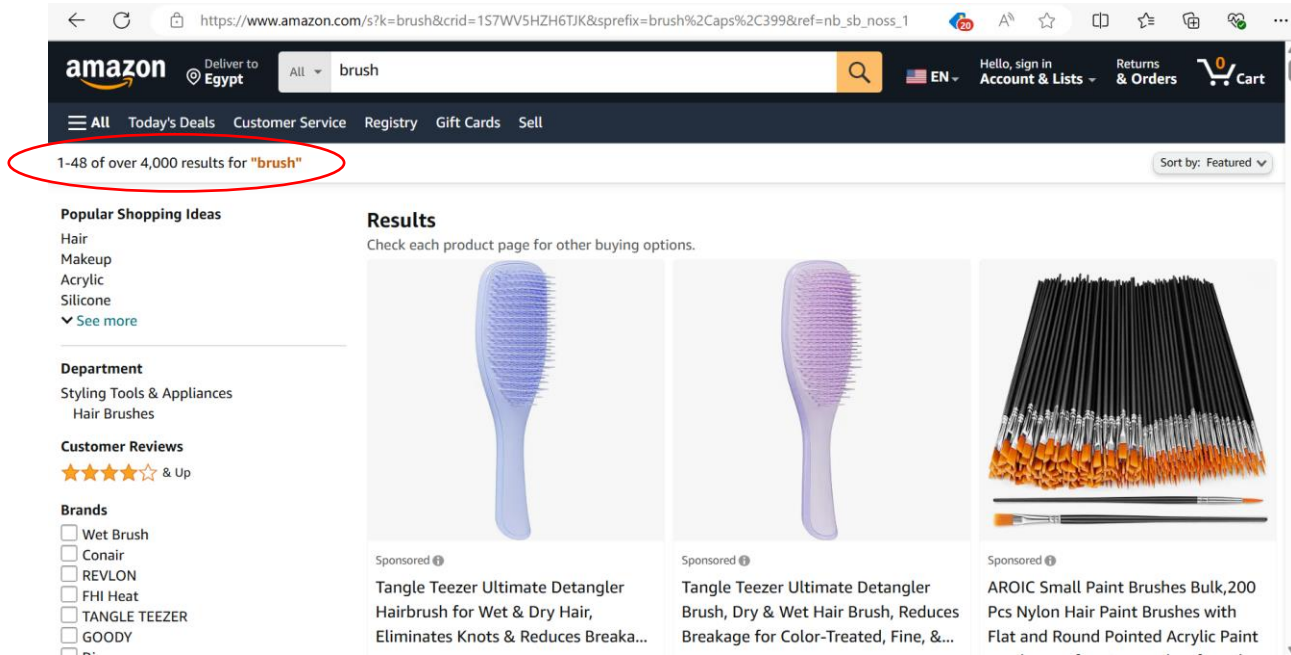 https://www.amazon.com/s?k=brush&crid=1S7WV5HZH6TJK&sprefix=brush%2Caps%2C399&ref=nb_sb_noss_1
20
amazon
Deliver to
Egypt
All
brush
EN
Hello, sign in
Account & Lists
Returns
& Orders
0
Cart
All Today's Deals Customer Service Registry Gift Cards Sell
1-48 of over 4,000 results for "brush"
Sort by: Featured
Popular Shopping Ideas
Hair
Makeup
Acrylic
Silicone
See more
Department
Styling Tools & Appliances
Hair Brushes
Customer Reviews
& Up
Brands
Wet Brush
Conair
REVLON
FHI Heat
TANGLE TEEZER
GOODY
Results
Check each product page for other buying options.
Sponsored
Tangle Teezer Ultimate Detangler
Hairbrush for Wet & Dry Hair,
Eliminates Knots & Reduces Breaka...
Sponsored
Tangle Teezer Ultimate Detangler
Brush, Dry & Wet Hair Brush, Reduces
Breakage for Color-Treated, Fine, &...
Sponsored
AROIC Small Paint Brushes Bulk,200
Pcs Nylon Hair Paint Brushes with
Flat and Round Pointed Acrylic Paint